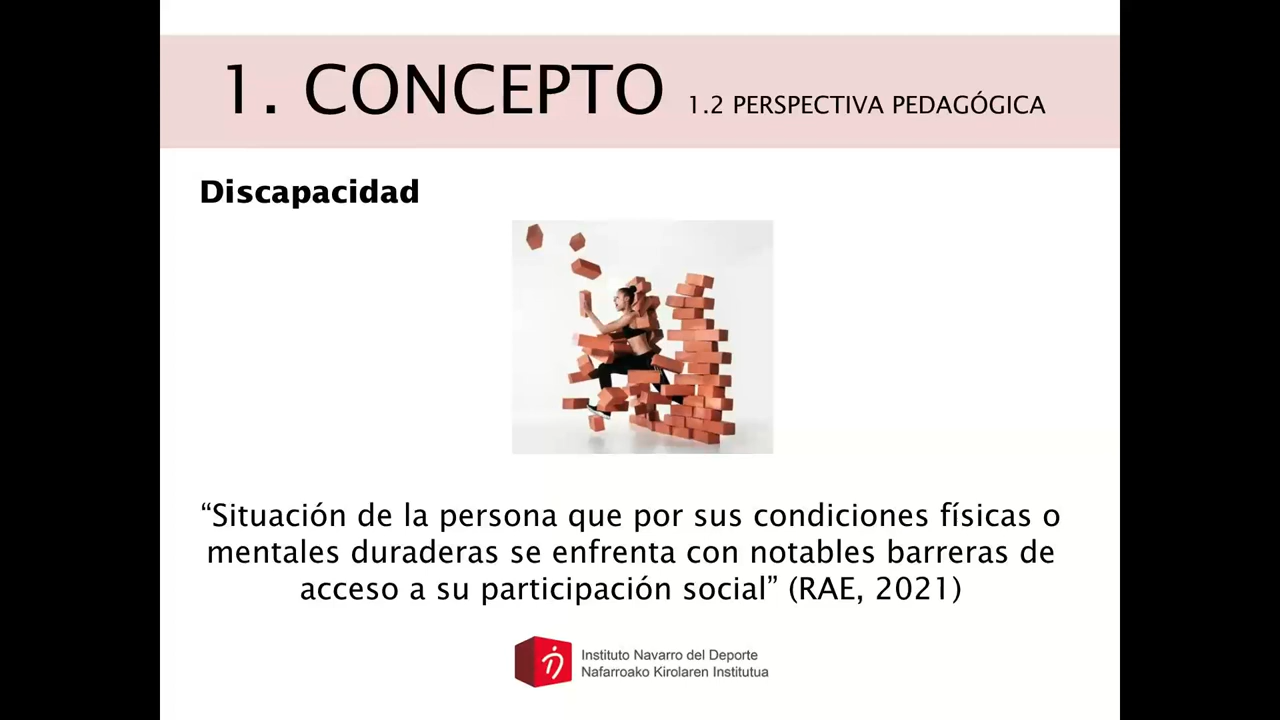 1. CONCEPTO 1.2 PERSPECTIVA PEDAGÓGICA
Discapacidad
“Situación de la persona que por sus condiciones físicas o
mentales duraderas se enfrenta con notables barreras de
acceso a su participación social” (RAE, 2021)
Instituto Navarro del Deporte
Nafarroako Kirolaren Institutua